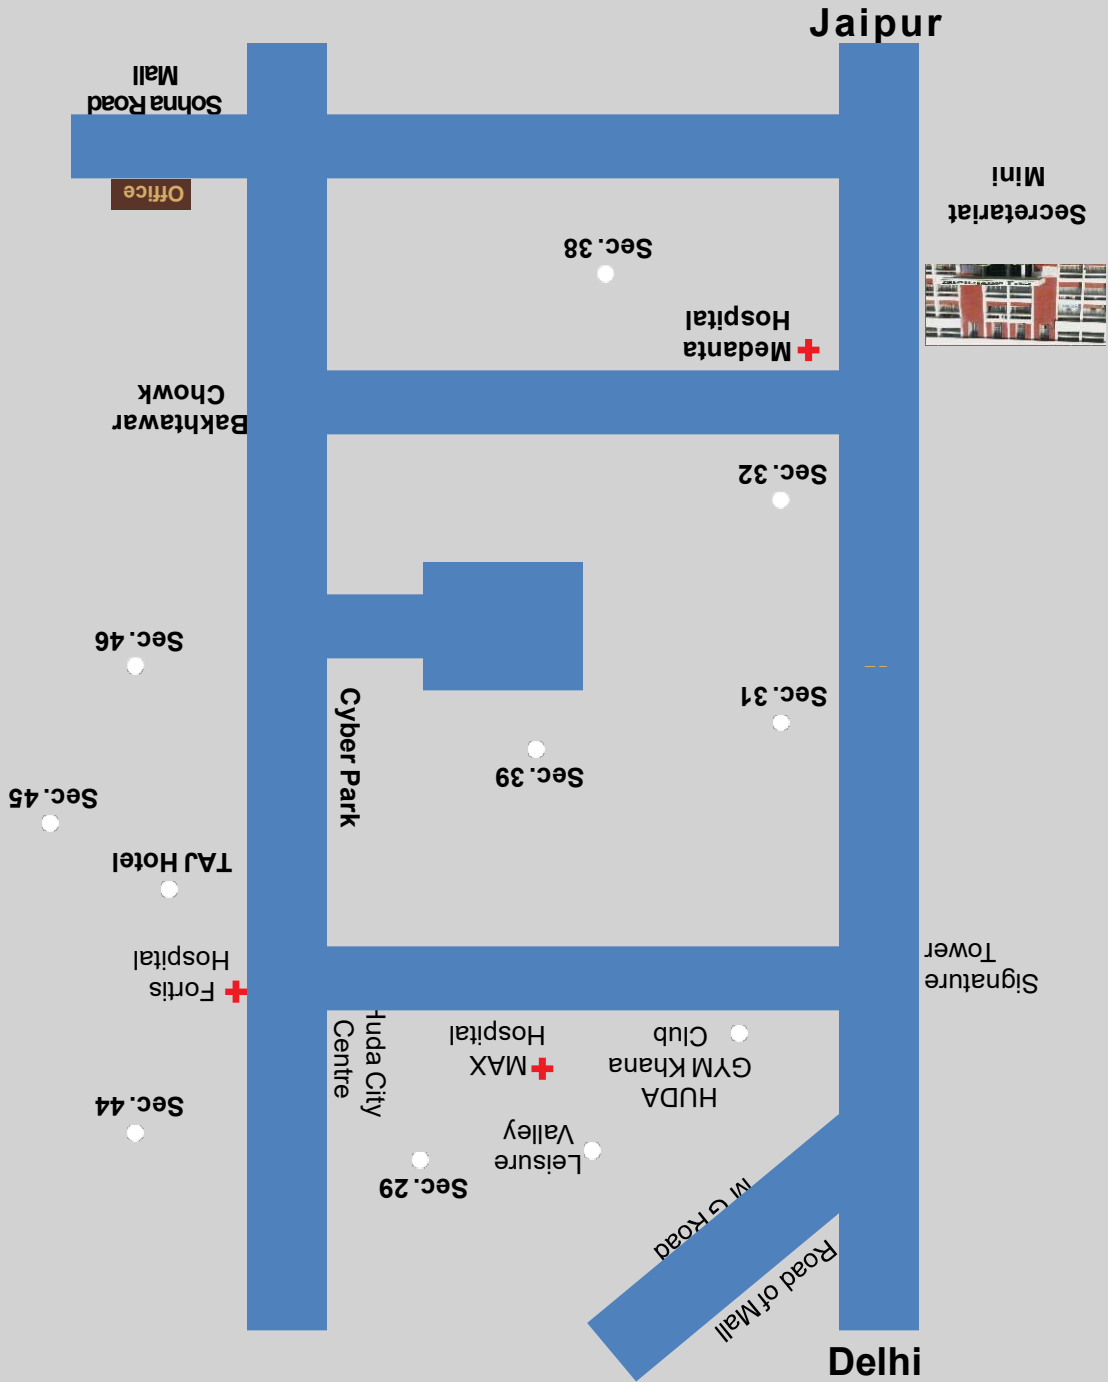 Jaipur
Sohna Road
Mall
Office
Mini
Secretariat
Sec.38
Medanta
Hospital
Bakhtawar
Chowk
Sec.32
Sec.46
Sec.31
Cyber Park
Sec.39
Sec.45
TAJ Hotel
Fortis
Hospital
Signature
Tower
Huda City
Centre
MAX
Hospital
HUDA
GYM Khana
Club
Sec.44
Leisure
Valley
Sec.29
M G Road
Road of Mall
Delhi